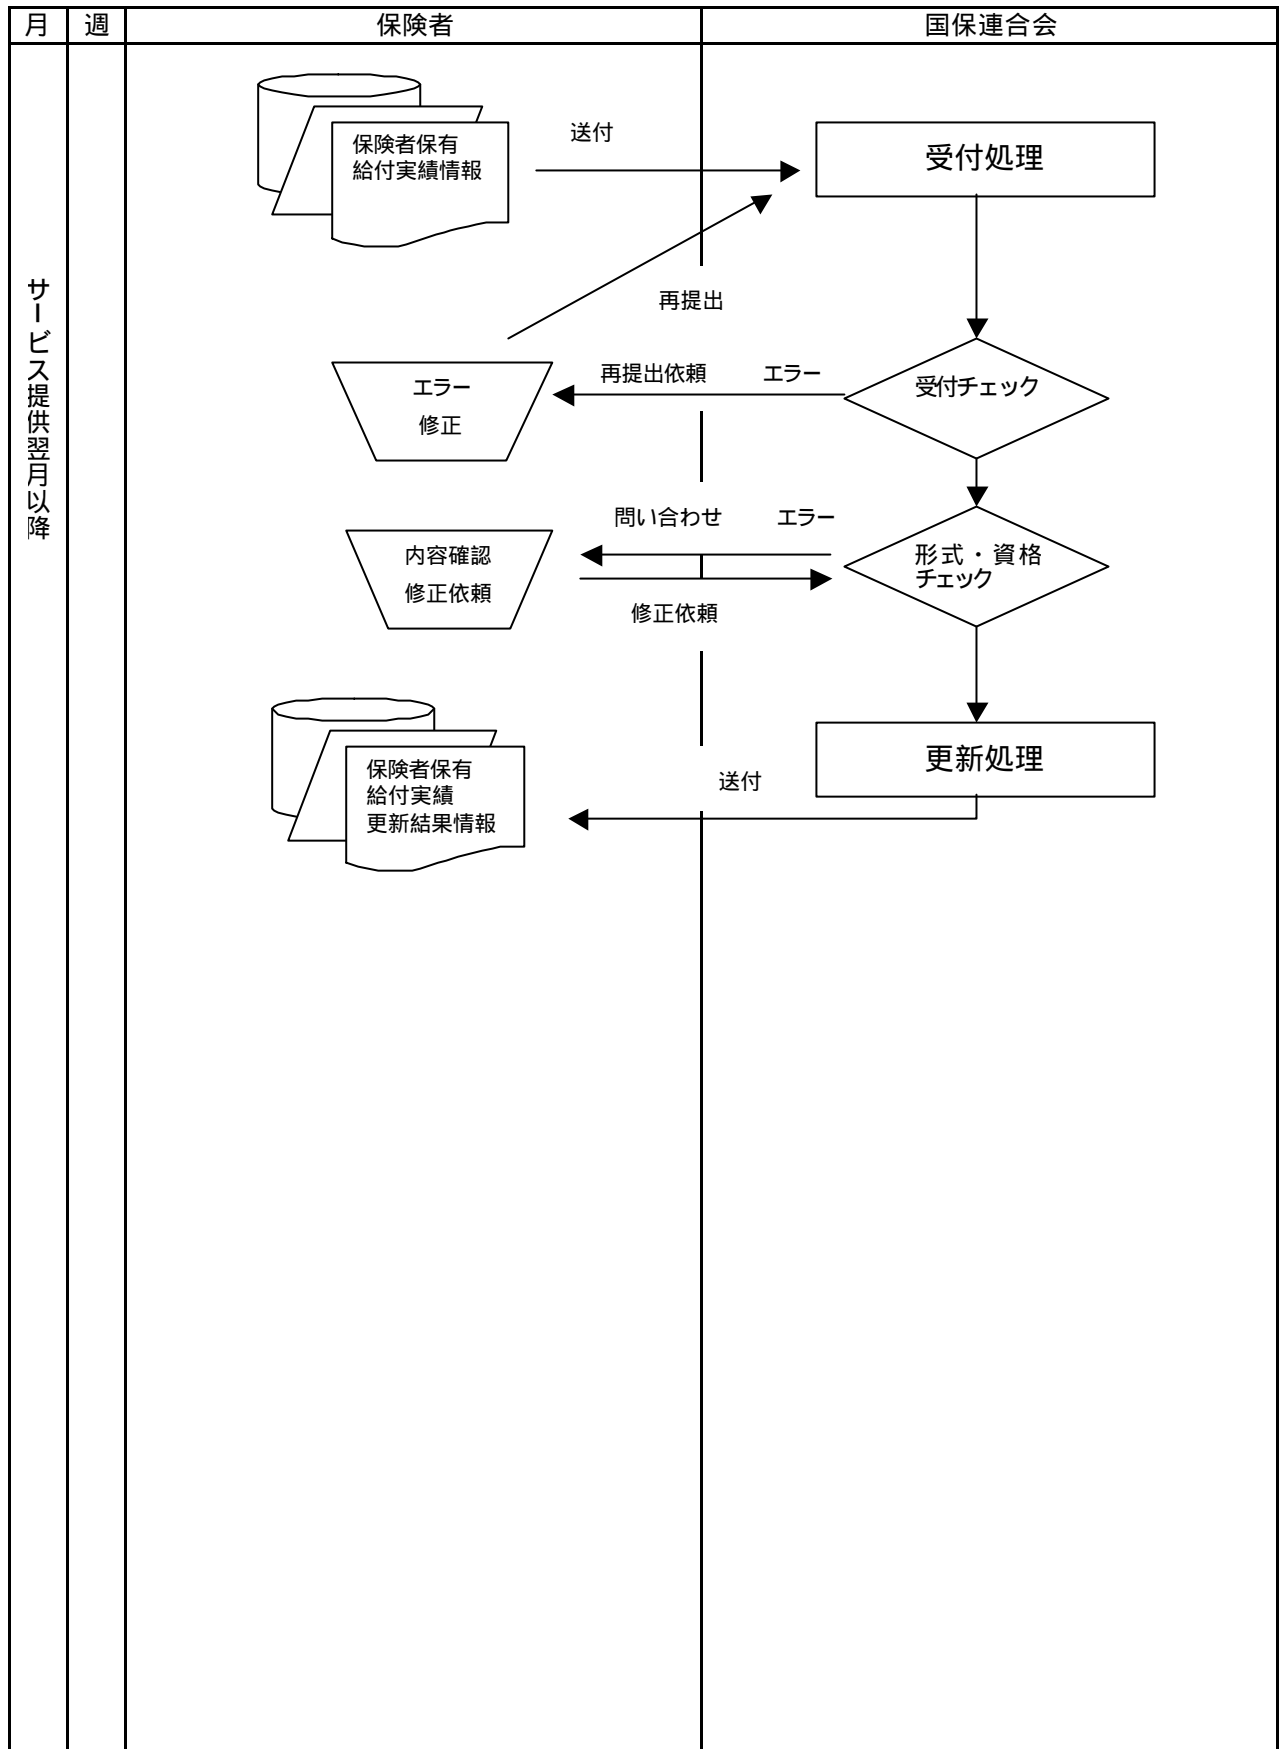 月 週 保険者 国保連合会
サービス提供翌月以降
保険者保有
給付実績情報
送付
受付処理
再提出
エラー
修正
再提出依頼 エラー
受付チェック
問い合わせ エラー
内容確認
修正依頼
形式・資格
チェック
修正依頼
更新処理
送付
保険者保有
給付実績
更新結果情報